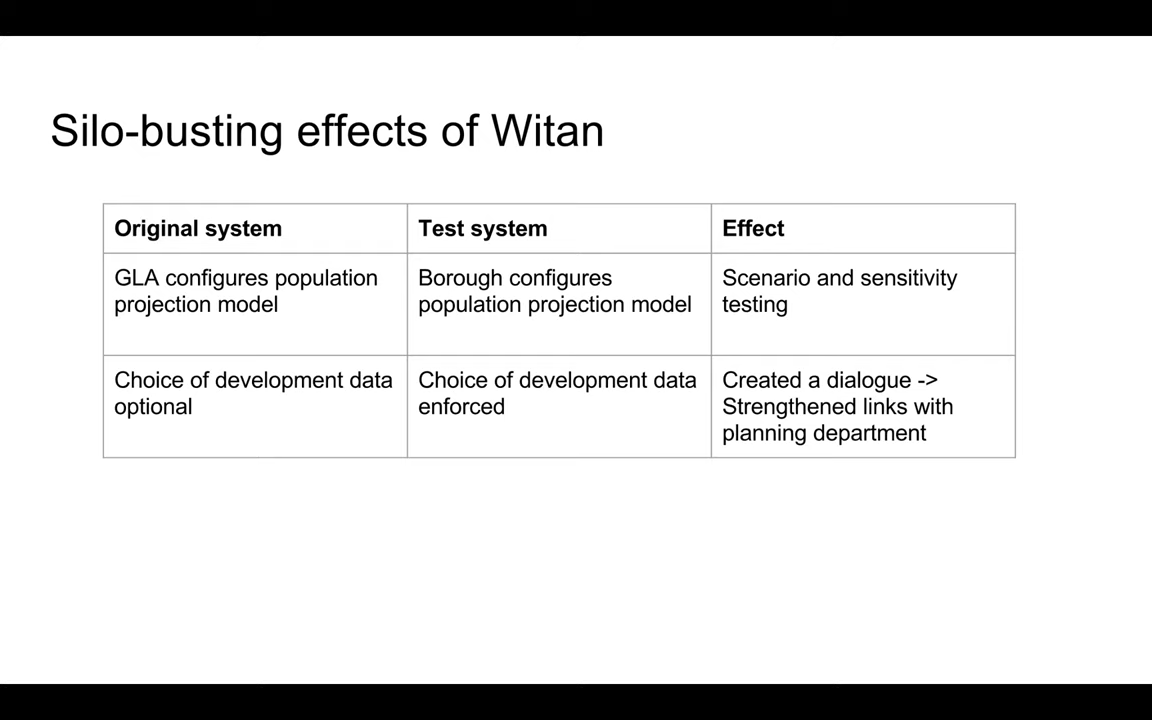 Silo-busting effects of Witan
Original system
Test system
Effect
GLA configures population
projection model
Borough configures
population projection model
Scenario and sensitivity
testing
Choice of development data
optional
Choice of development data
enforced
Created a dialogue ->
Strengthened links with
planning department